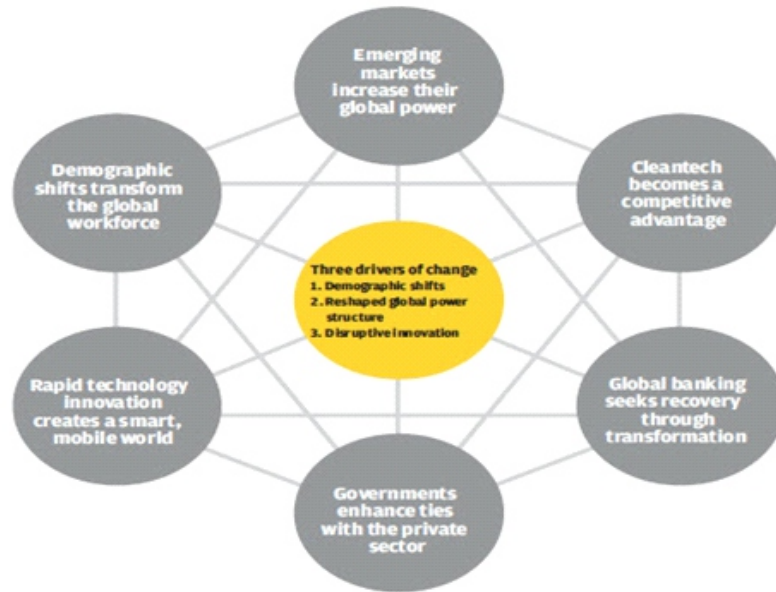 Emerging
markets
increase their
global power
Demographic
shifts transform
the global
workforce
Cleantech
becomes a
competitive
advantage
Three drivers of change
1. Demographic shifts
2. Reshaped global power
structure
3. Disruptive innovation
Rapid technology
innovation
creates a smart,
mobile world
Global banking
seeks recovery
through
transformation
Governments
enhance ties
with the private
sector